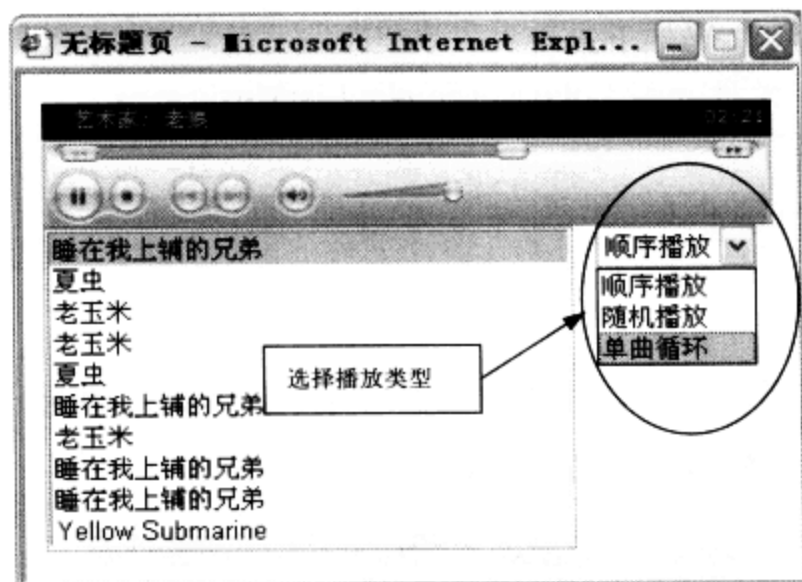 无标题页 - Microsoft Internet Expl...
艺术家: 老狼
02:21
睡在我上铺的兄弟
夏虫
老玉米
老玉米
夏虫
睡在我上铺的兄弟
老玉米
睡在我上铺的兄弟
睡在我上铺的兄弟
Yellow Submarine
顺序播放
顺序播放
随机播放
单曲循环
选择播放类型